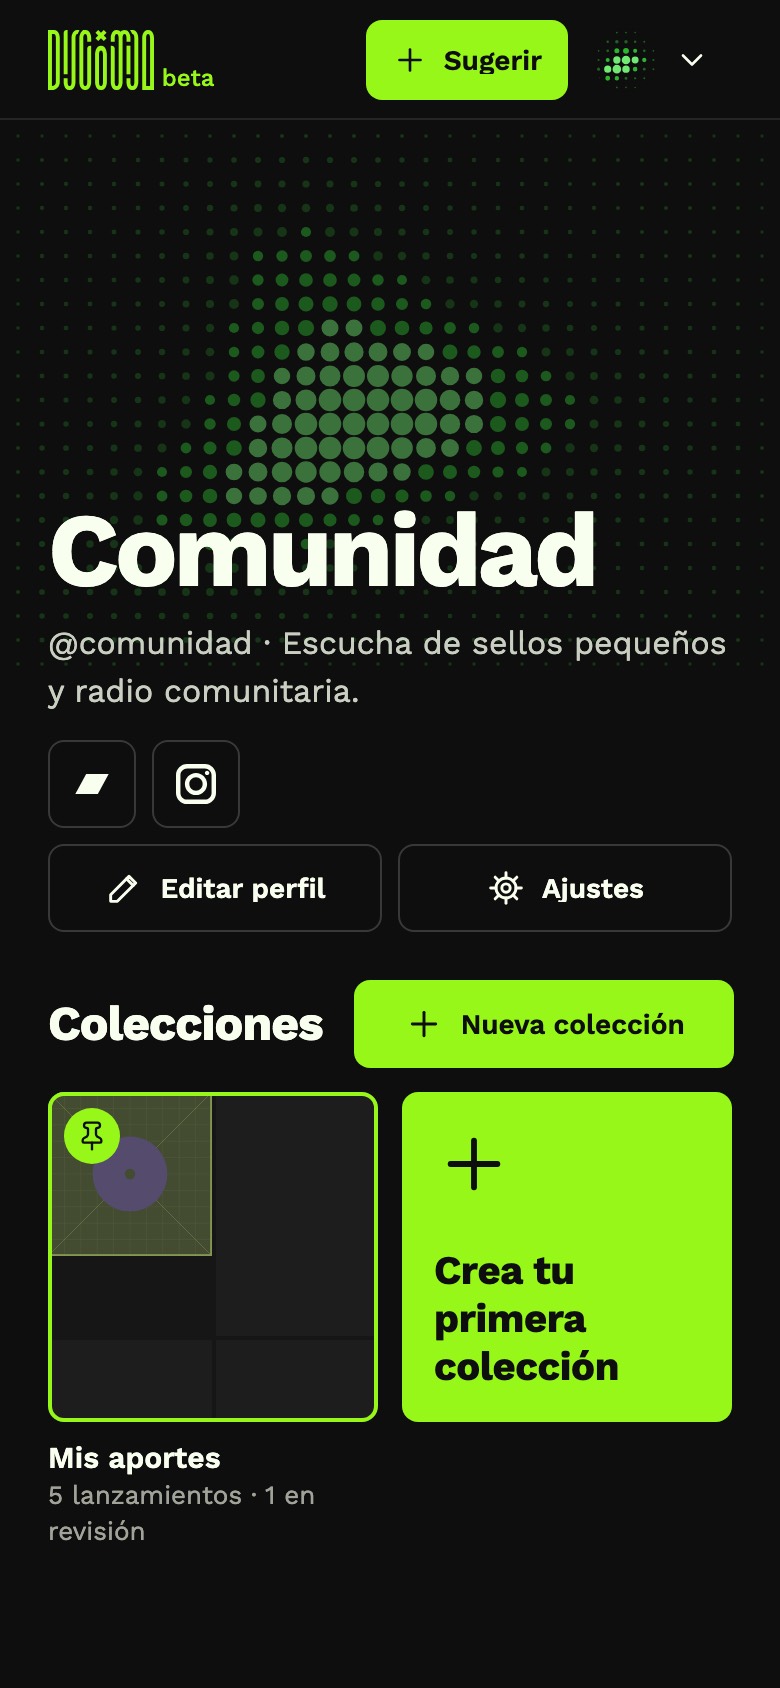 beta
Sugerir
Comunidad
@comunidad · Escucha de sellos pequeños
y radio comunitaria.
Editar perfil
Ajustes
Colecciones
Nueva colección
Crea tu
primera
colección
Mis aportes
5 lanzamientos · 1 en
revisión